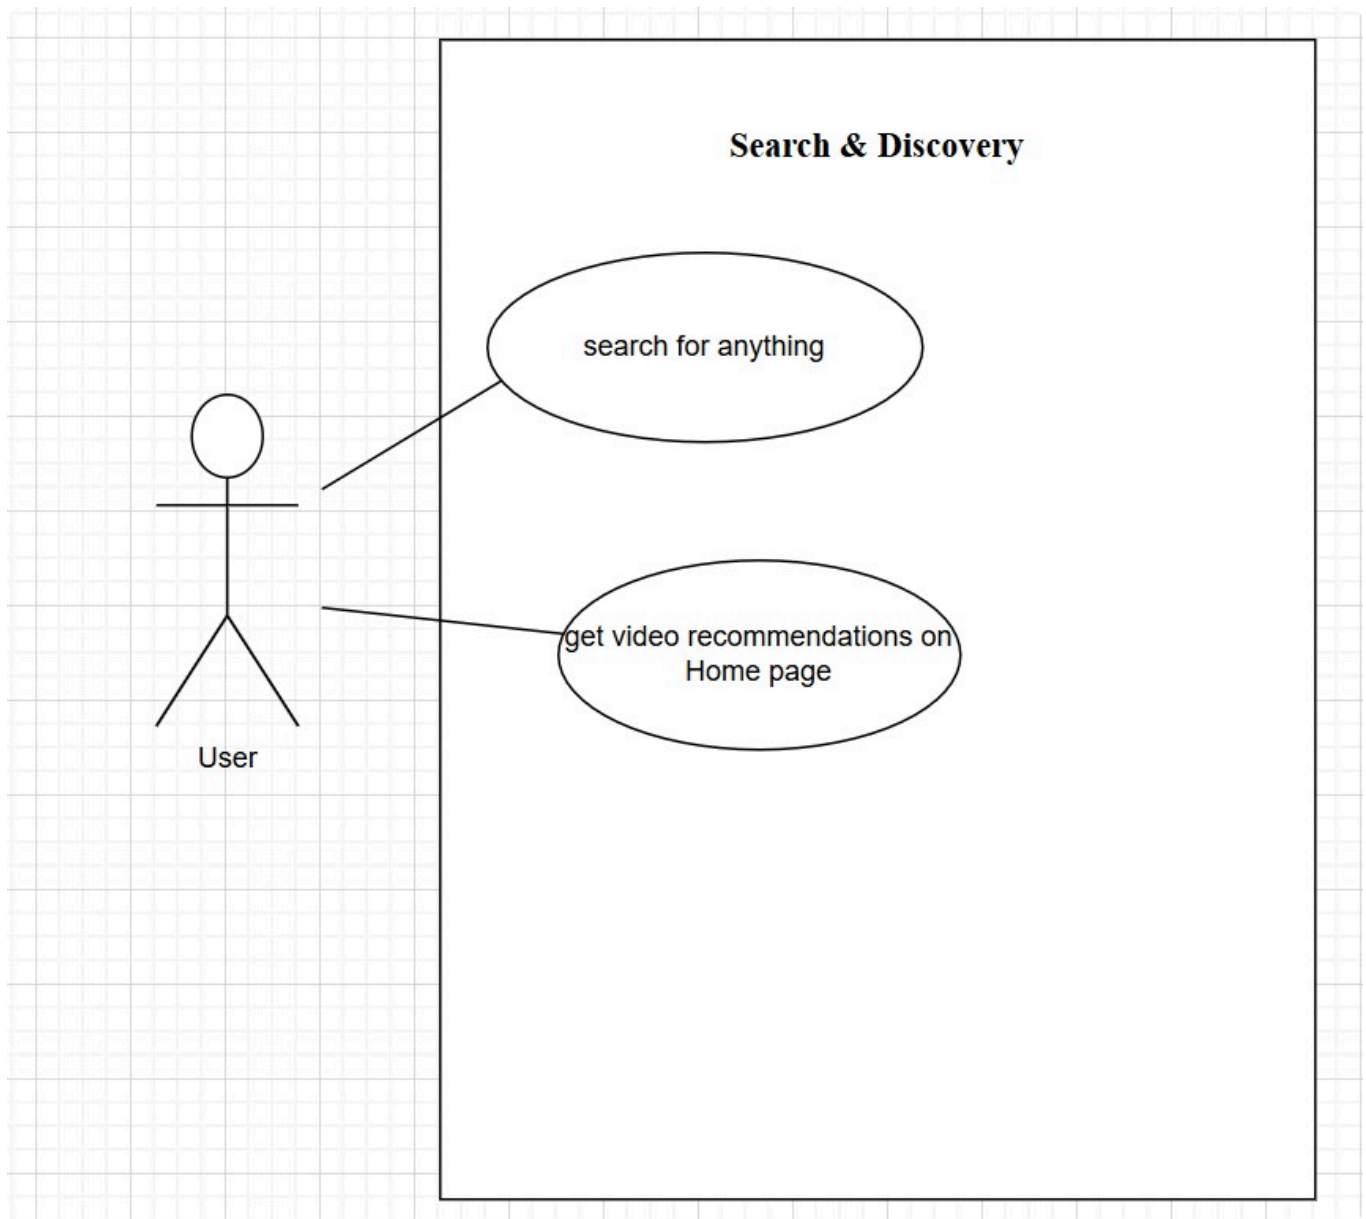 Search & Discovery
search for anything
get video recommendations on
Home page
User